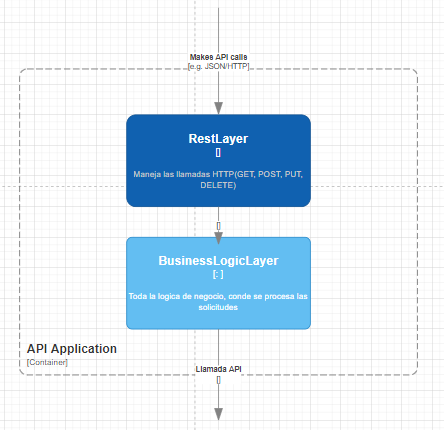 Makes API calls
[e.g. JSON/HTTP]
RestLayer
[]
Maneja las llamadas HTTP(GET, POST, PUT,
DELETE)
[]
BusinessLogicLayer
[: ]
Toda la logica de negocio, conde se procesa las
solicitudes
API Application
[Container]
Llamada API
[]